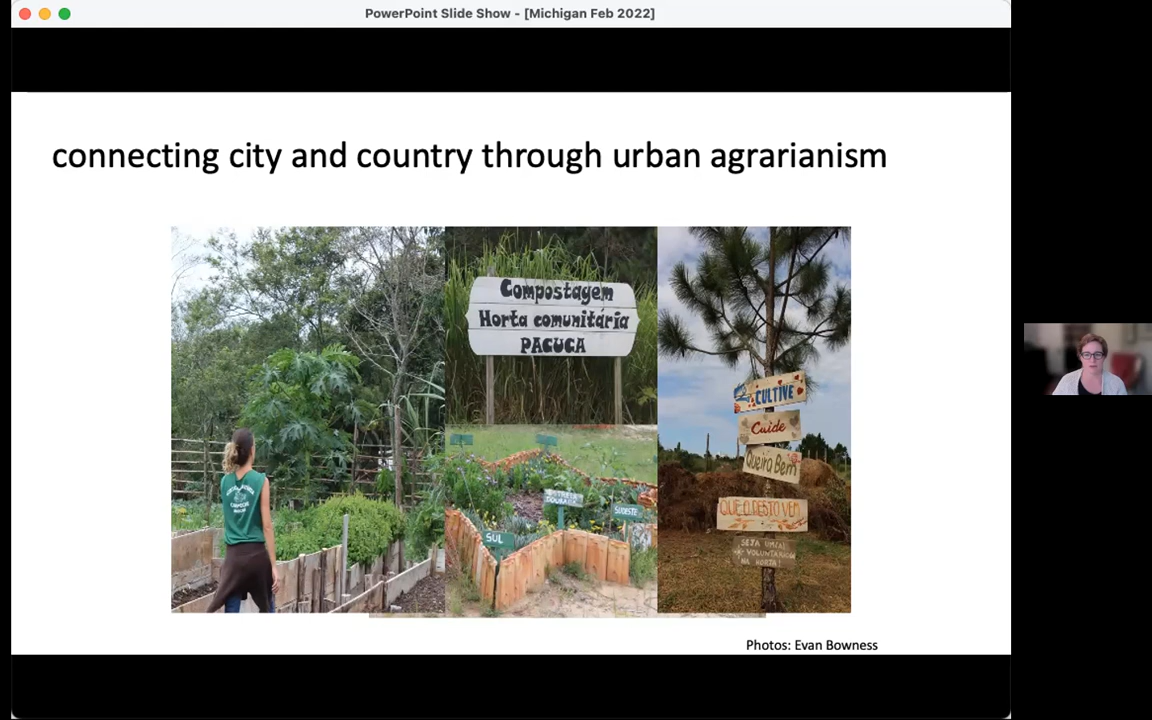 PowerPoint Slide Show - [Michigan Feb 2022]
connecting city and country through urban agrarianism
Compostagem
Horta comunitária
PACUCA
SUL
SUDESTE
CULTIVE
Cuide
Queira Bem
QUE O RESTO VEM
SEJA UM(A)
VOLUNTÁRIO(A)
NA HORTA!
Photos: Evan Bowness